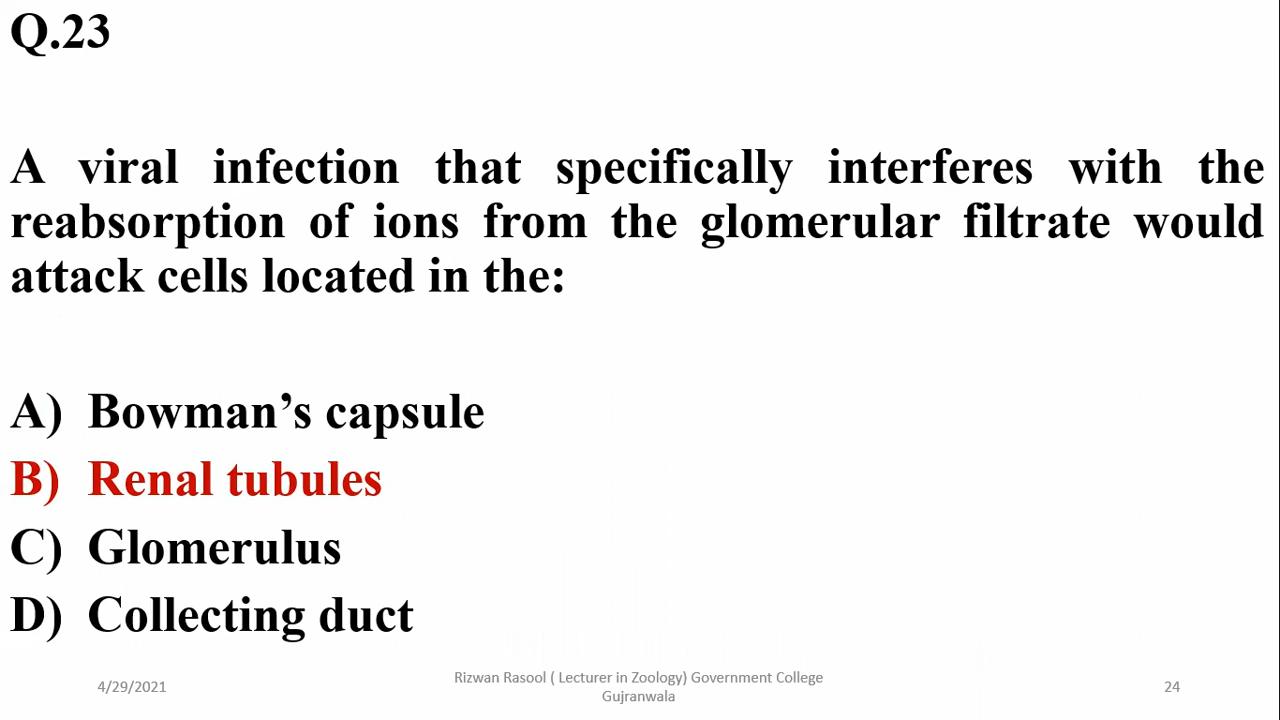 Q.23
A viral infection that specifically interferes with the
reabsorption of ions from the glomerular filtrate would
attack cells located in the:
A) Bowman’s capsule
B) Renal tubules
C) Glomerulus
D) Collecting duct
4/29/2021
Rizwan Rasool ( Lecturer in Zoology) Government College
Gujranwala
24